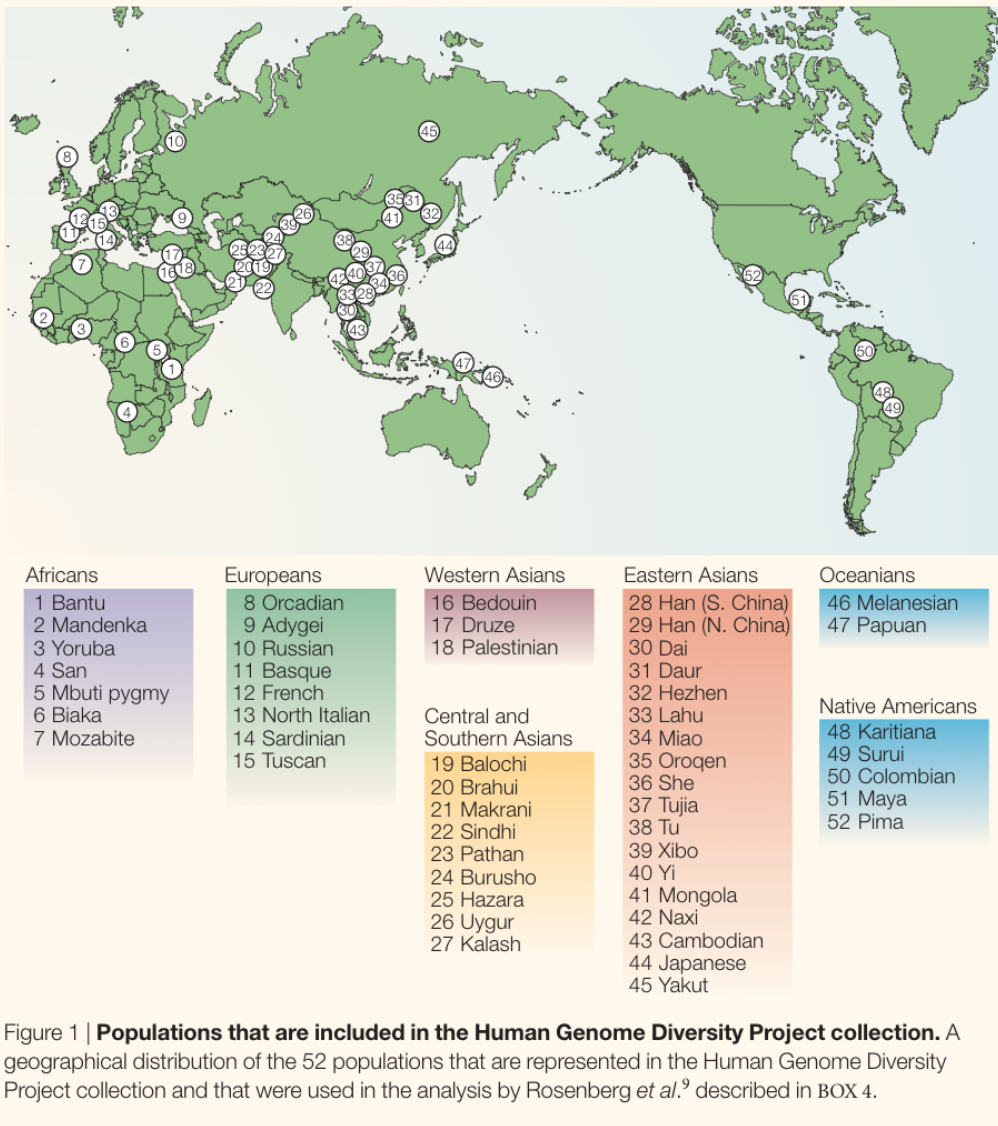 8
10
45
12
13
15
11
14
9
7
17
16
18
26
39
24
25
23
27
20
19
21
22
35
31
41
32
38
29
44
37
40
42
36
34
33
28
30
43
2
3
6
5
1
4
47
46
52
51
50
48
49
Africans
1 Bantu
2 Mandenka
3 Yoruba
4 San
5 Mbuti pygmy
6 Biaka
7 Mozabite
Europeans
8 Orcadian
9 Adygei
10 Russian
11 Basque
12 French
13 North Italian
14 Sardinian
15 Tuscan
Western Asians
16 Bedouin
17 Druze
18 Palestinian
Central and
Southern Asians
19 Balochi
20 Brahui
21 Makrani
22 Sindhi
23 Pathan
24 Burusho
25 Hazara
26 Uygur
27 Kalash
Eastern Asians
28 Han (S. China)
29 Han (N. China)
30 Dai
31 Daur
32 Hezhen
33 Lahu
34 Miao
35 Oroqen
36 She
37 Tujia
38 Tu
39 Xibo
40 Yi
41 Mongola
42 Naxi
43 Cambodian
44 Japanese
45 Yakut
Oceanians
46 Melanesian
47 Papuan
Native Americans
48 Karitiana
49 Surui
50 Colombian
51 Maya
52 Pima
Figure 1 | Populations that are included in the Human Genome Diversity Project collection. A
geographical distribution of the 52 populations that are represented in the Human Genome Diversity
Project collection and that were used in the analysis by Rosenberg et al.9 described in BOX 4.